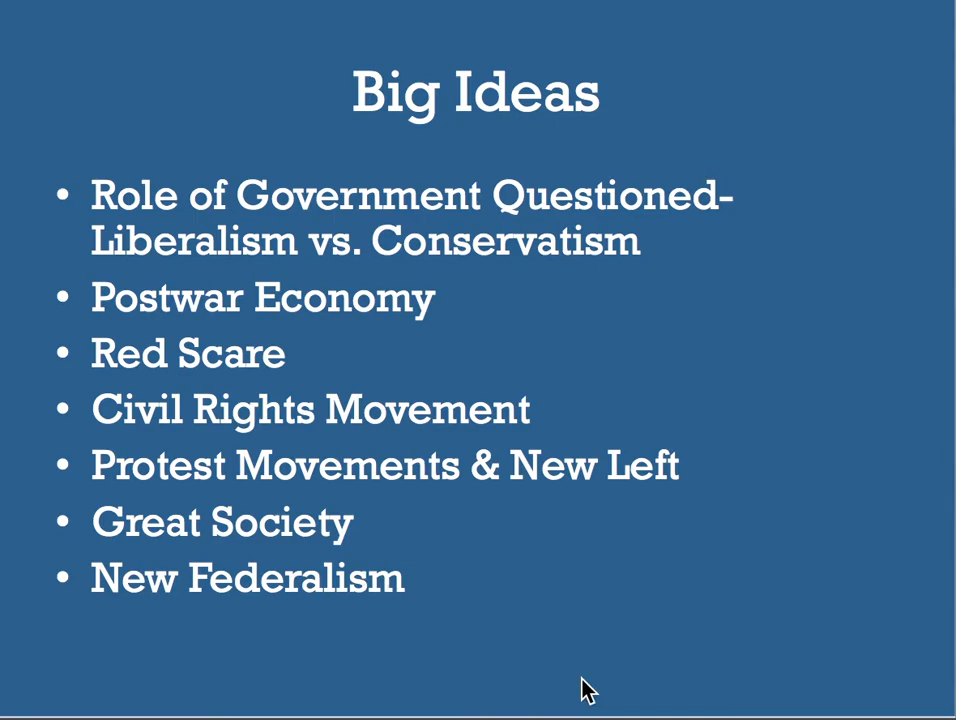 Big Ideas
• Role of Government Questioned-
Liberalism vs. Conservatism
• Postwar Economy
• Red Scare
• Civil Rights Movement
• Protest Movements & New Left
• Great Society
• New Federalism